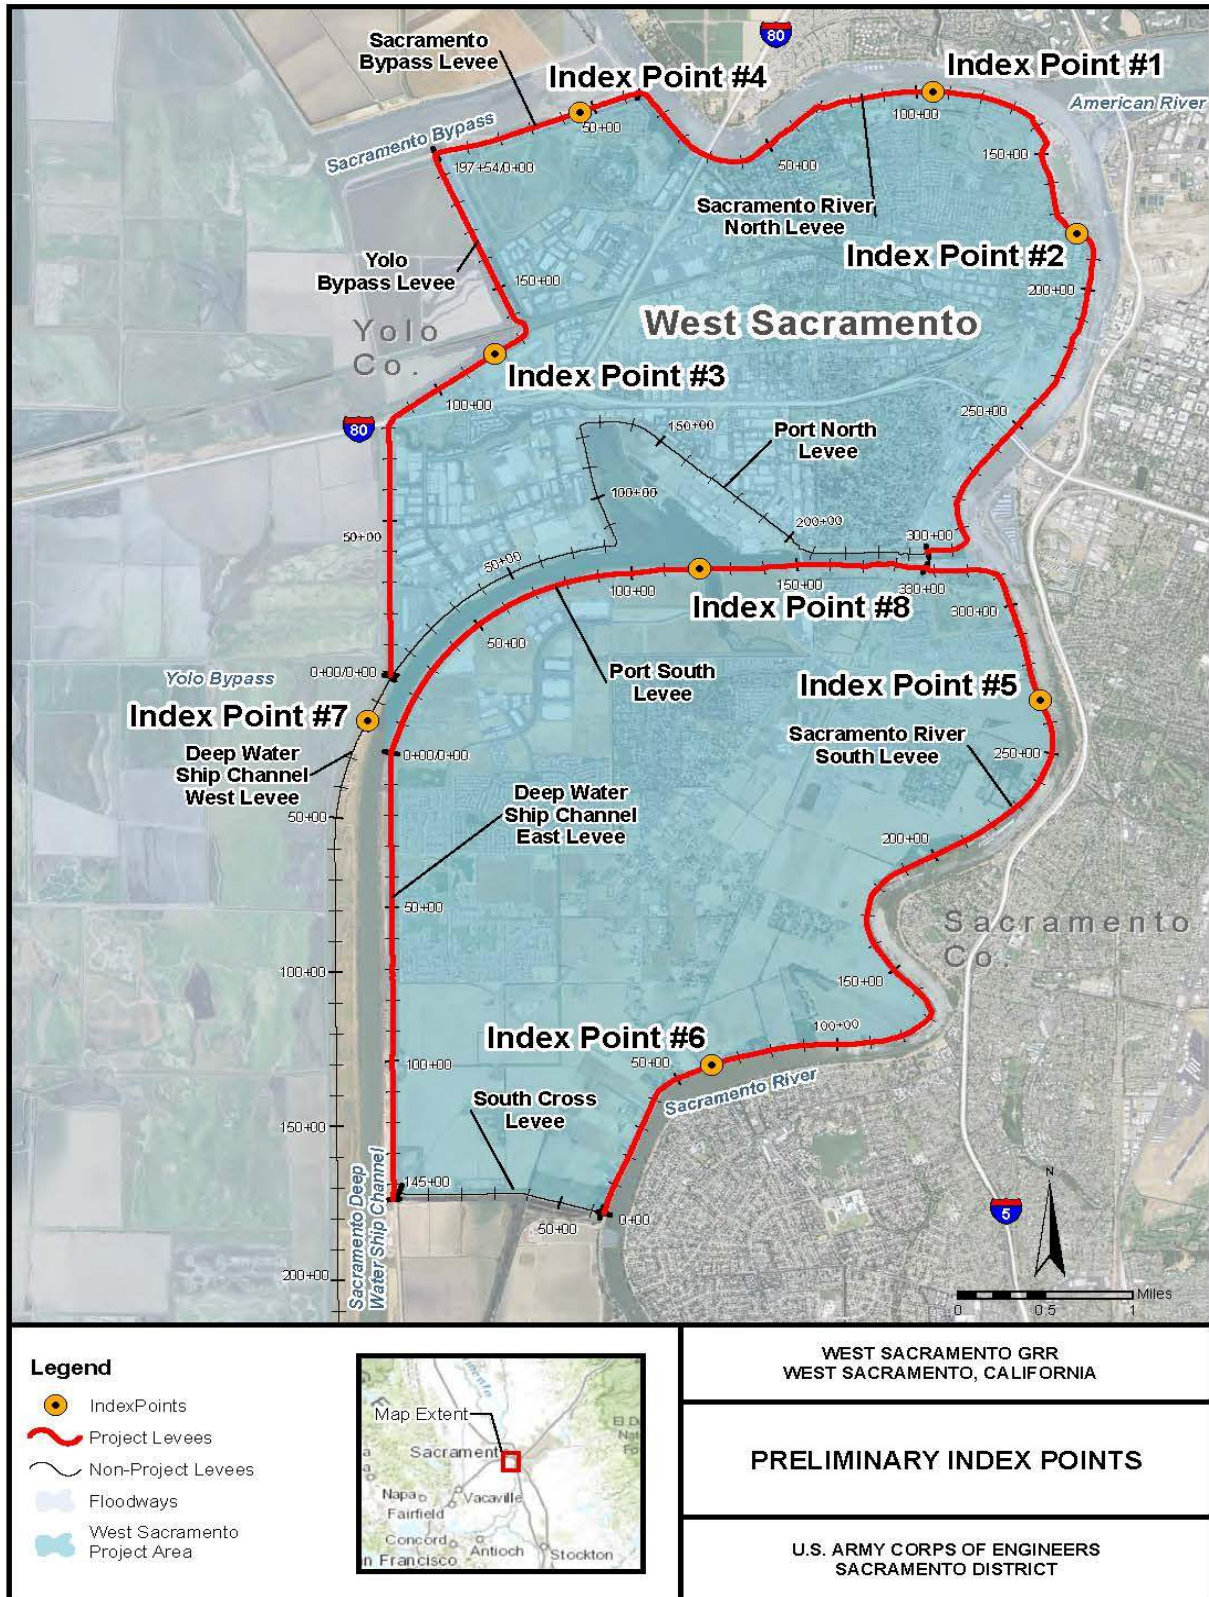 80
Sacramento
Bypass Levee
Index Point #4
Index Point #1
American River
50+00
100+00
Sacramento Bypass
150+00
50+00
197+54/0+00
Sacramento River
North Levee
Index Point #2
Yolo
Bypass Levee
150+00
200+00
West Sacramento
Yolo
Co.
Index Point #3
100+00
250+00
80
Port North
Levee
150+00
100+00
200+00
50+00
300+00
50+00
100+00
150+00
330+00
300+00
Index Point #8
50+00
0+00/0+00
Yolo Bypass
Port South
Levee
Index Point #5
Index Point #7
Sacramento River
South Levee
Deep Water
Ship Channel
West Levee
0+00/0+00
250+00
Deep Water
Ship Channel
East Levee
50+00
200+00
50+00
Sacramento
Co.
100+00
150+00
100+00
Index Point #6
50+00
100+00
Sacramento River
South Cross
Levee
150+00
145+00
Sacramento Deep
Water Ship Channel
50+00
0+00
5
N
200+00
Miles
0
0.5
1
Legend
IndexPoints
Project Levees
Non-Project Levees
Floodways
West Sacramento
Project Area
Map Extent
Sacrament
Napa
Vacaville
Fairfield
Concord
Antioch
Stockton
n Francisco
WEST SACRAMENTO GRR
WEST SACRAMENTO, CALIFORNIA
PRELIMINARY INDEX POINTS
U.S. ARMY CORPS OF ENGINEERS
SACRAMENTO DISTRICT